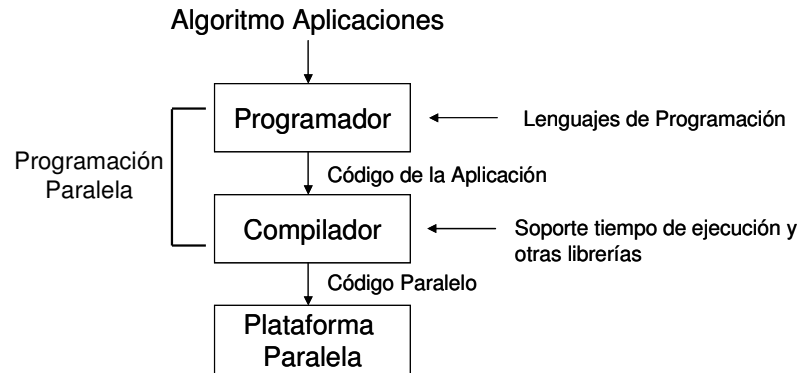 Algoritmo Aplicaciones
Programador
Lenguajes de Programación
Programación
Paralela
Código de la Aplicación
Compilador
Soporte tiempo de ejecución y
otras librerías
Código Paralelo
Plataforma
Paralela